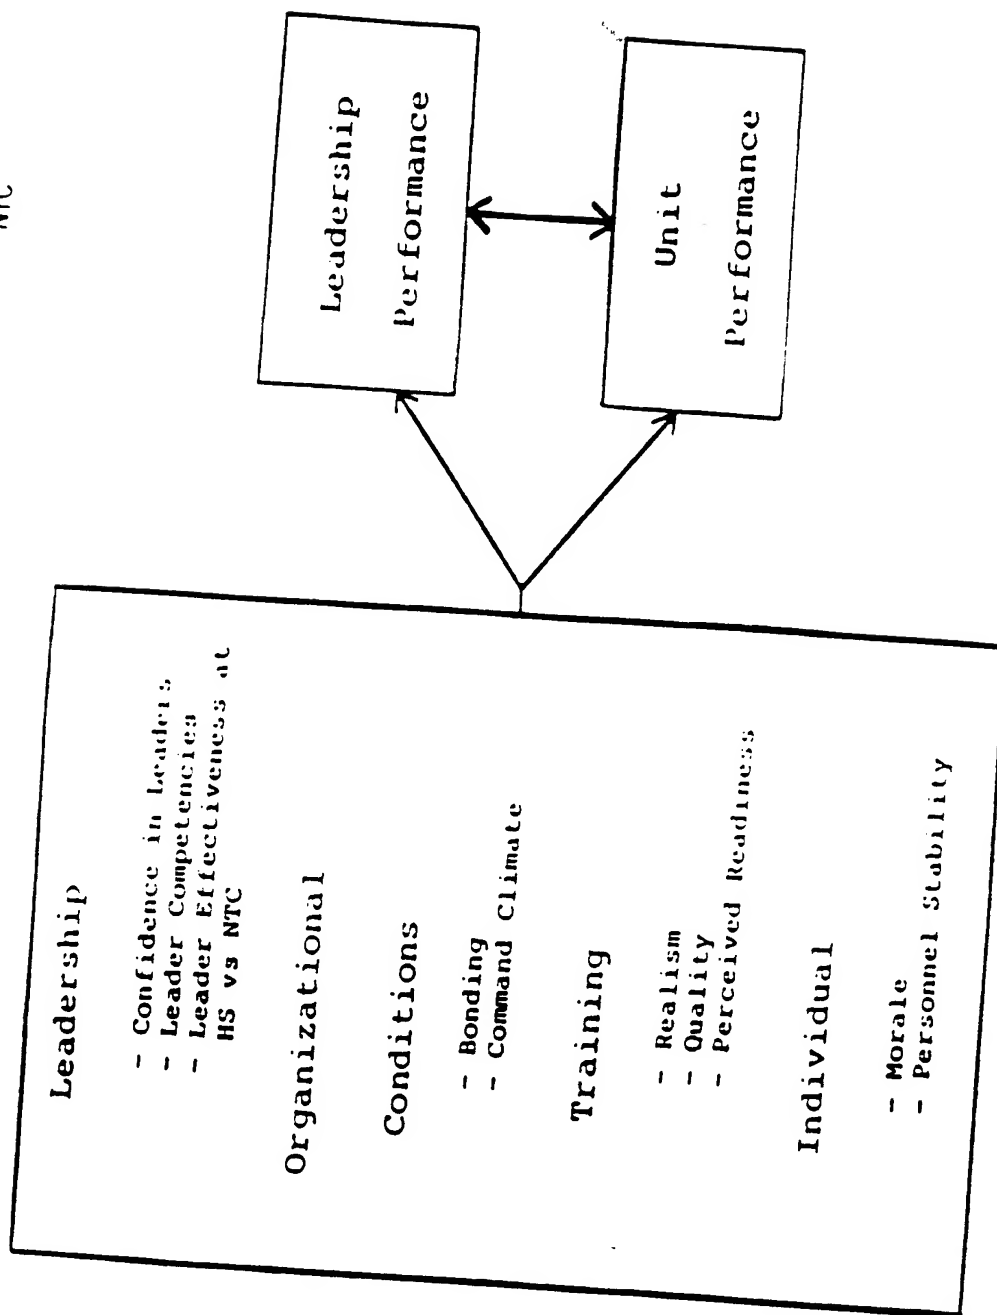 NTC
Leadership
- Confidence in Leaders
- Leader Competencies
- Leader Effectiveness at
HS vs NTC
Organizational
Conditions
- Bonding
- Command Climate
Training
- Realism
- Quality
- Perceived Readiness
Individual
- Morale
- Personnel Stability
Leadership
Performance
Unit
Performance